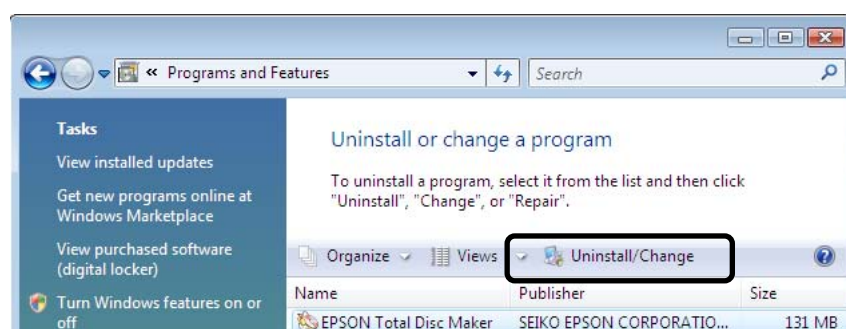 « Programs and Features
Search
Tasks
View installed updates
Get new programs online at
Windows Marketplace
View purchased software
(digital locker)
Turn Windows features on or
off
Uninstall or change a program
To uninstall a program, select it from the list and then click
"Uninstall", "Change", or "Repair".
Organize Views Uninstall/Change
Name Publisher Size
EPSON Total Disc Maker SEIKO EPSON CORPORATIO... 131 MB